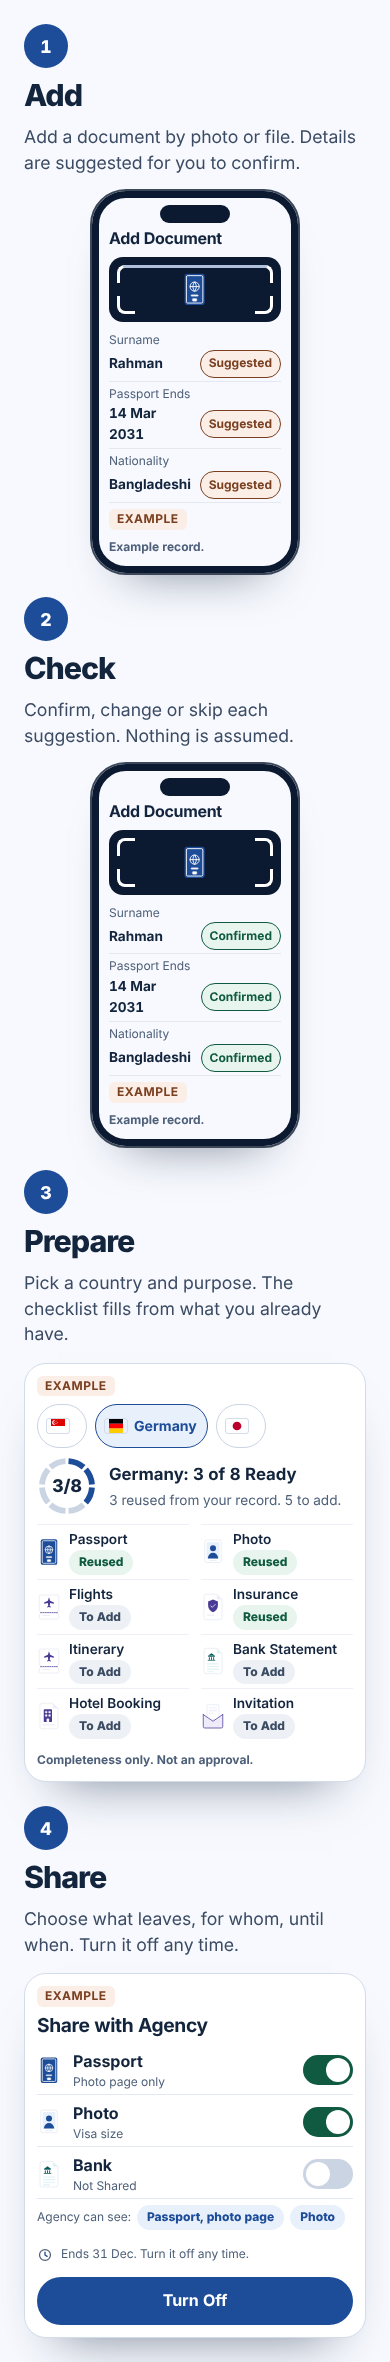 1
Add
Add a document by photo or file. Details
are suggested for you to confirm.
Add Document
Surname
Rahman
Suggested
Passport Ends
14 Mar
2031
Suggested
Nationality
Bangladeshi
Suggested
EXAMPLE
Example record.
2
Check
Confirm, change or skip each
suggestion. Nothing is assumed.
Add Document
Surname
Rahman
Confirmed
Passport Ends
14 Mar
2031
Confirmed
Nationality
Bangladeshi
Confirmed
EXAMPLE
Example record.
3
Prepare
Pick a country and purpose. The
checklist fills from what you already
have.
EXAMPLE
Germany
3/8
Germany: 3 of 8 Ready
3 reused from your record. 5 to add.
Passport
Reused
Photo
Reused
Flights
To Add
Insurance
Reused
Itinerary
To Add
Bank Statement
To Add
Hotel Booking
To Add
Invitation
To Add
Completeness only. Not an approval.
4
Share
Choose what leaves, for whom, until
when. Turn it off any time.
EXAMPLE
Share with Agency
Passport
Photo page only
Photo
Visa size
Bank
Not Shared
Agency can see: Passport, photo page Photo
Ends 31 Dec. Turn it off any time.
Turn Off